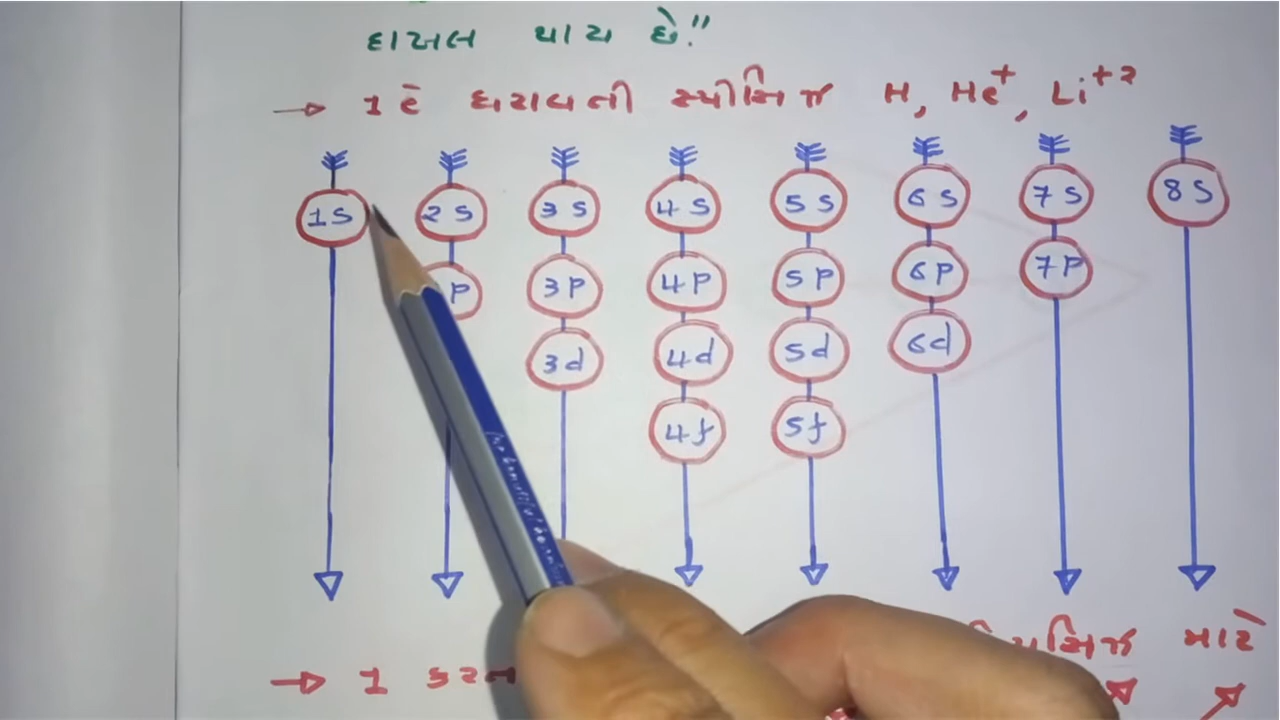 દાખલ થાય છે."
→ 1 e ધરાવતી સ્પીસિઝ H, He⁺, Li⁺²
1s 2s 3s 4s 5s 6s 7s 8s
p 3p 4p 5p 6p 7p
3d 4d 5d 6d
4f 5f
→ 1 કરતા માટે